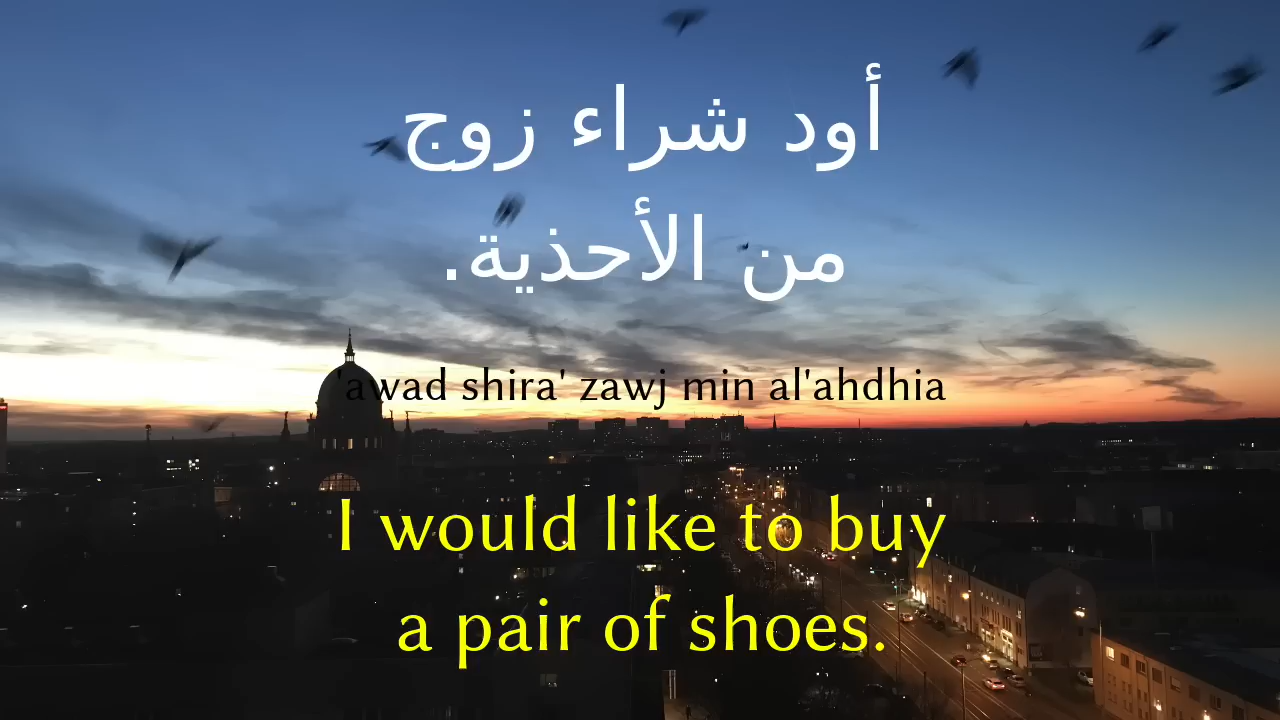 أود شراء زوج
من الأحذية.
'awad shira' zawj min al'ahdhia
I would like to buy
a pair of shoes.